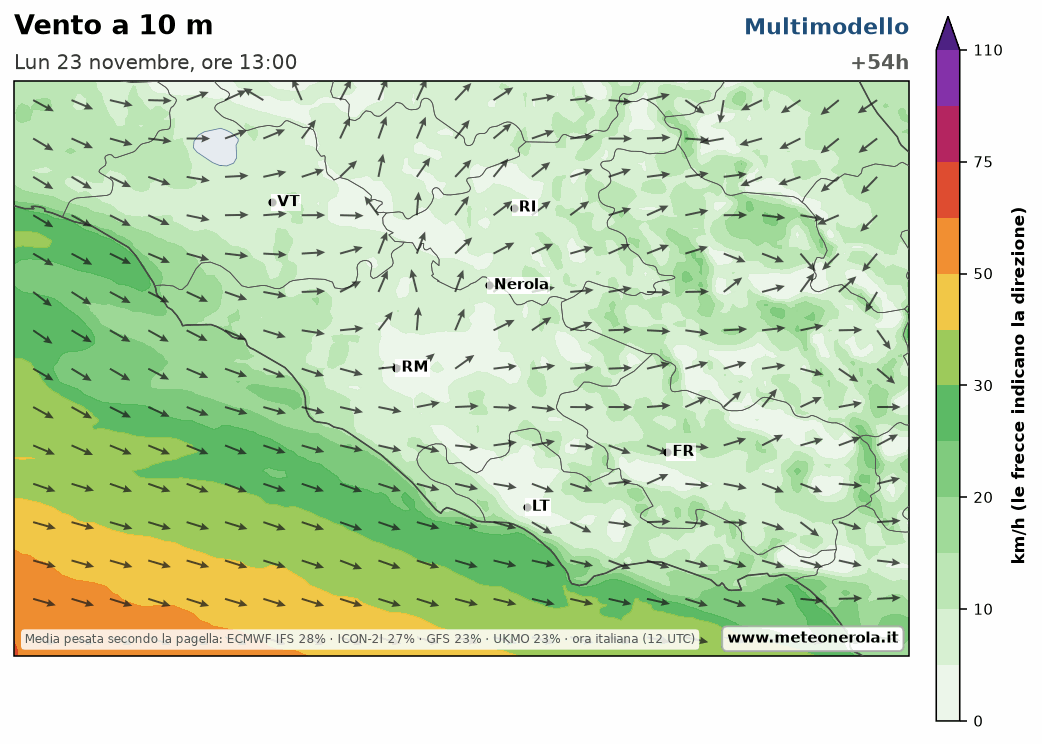 Vento a 10 m
Multimodello
Lun 23 novembre, ore 13:00
+54h
110
75
50
30
20
10
0
km/h (le frecce indicano la direzione)
VT
RI
Nerola
RM
FR
LT
Media pesata secondo la pagella: ECMWF IFS 28% · ICON-2I 27% · GFS 23% · UKMO 23% · ora italiana (12 UTC)
www.meteonerola.it